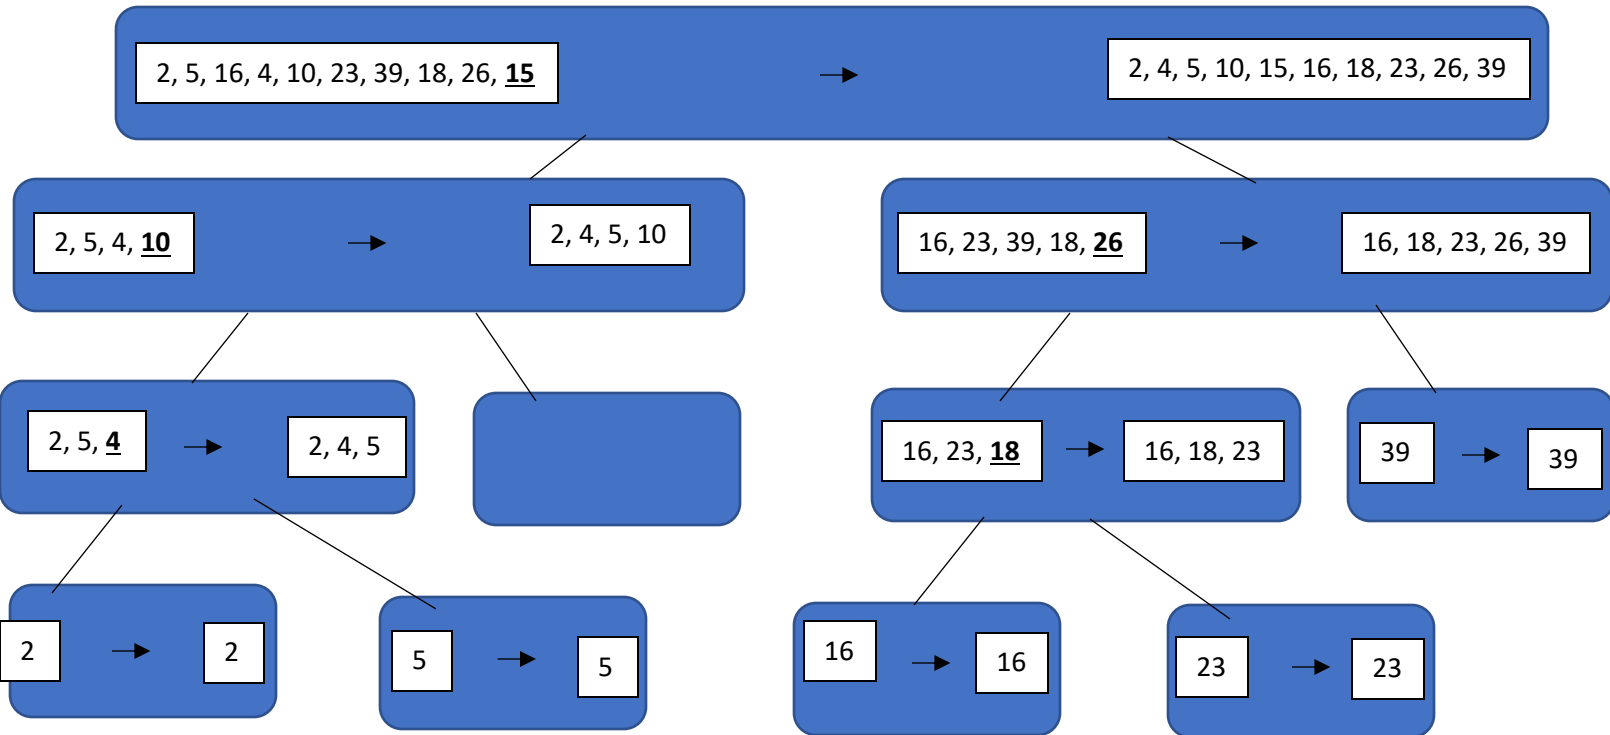 2, 5, 16, 4, 10, 23, 39, 18, 26, 15
2, 4, 5, 10, 15, 16, 18, 23, 26, 39
2, 5, 4, 10
2, 4, 5, 10
16, 23, 39, 18, 26
16, 18, 23, 26, 39
2, 5, 4
2, 4, 5
16, 23, 18
16, 18, 23
39
39
2
2
5
5
16
16
23
23